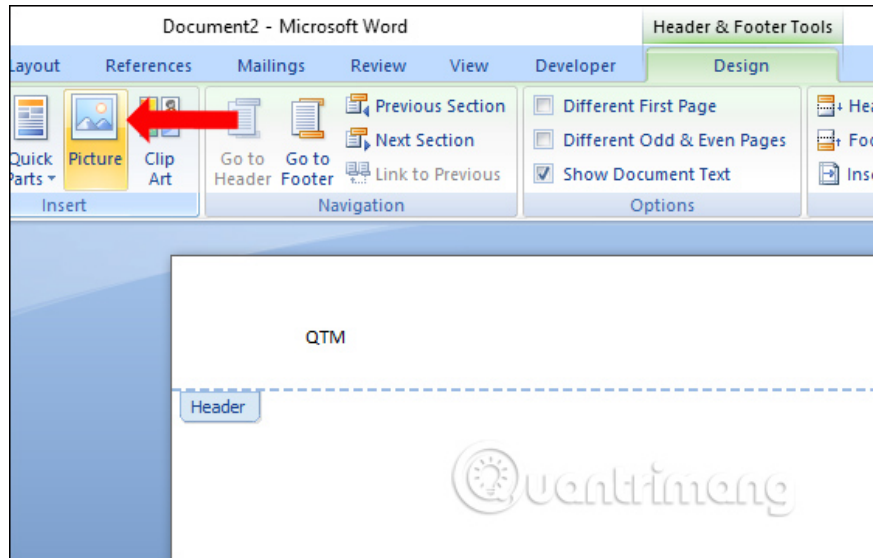 Document2 - Microsoft Word
Header & Footer Tools
Layout References Mailings Review View Developer Design
Quick Parts
Picture
Clip Art
Go to Header
Go to Footer
Previous Section
Next Section
Link to Previous
Different First Page
Different Odd & Even Pages
Show Document Text
Insert Navigation Options
QTM
Header
Quantrimang